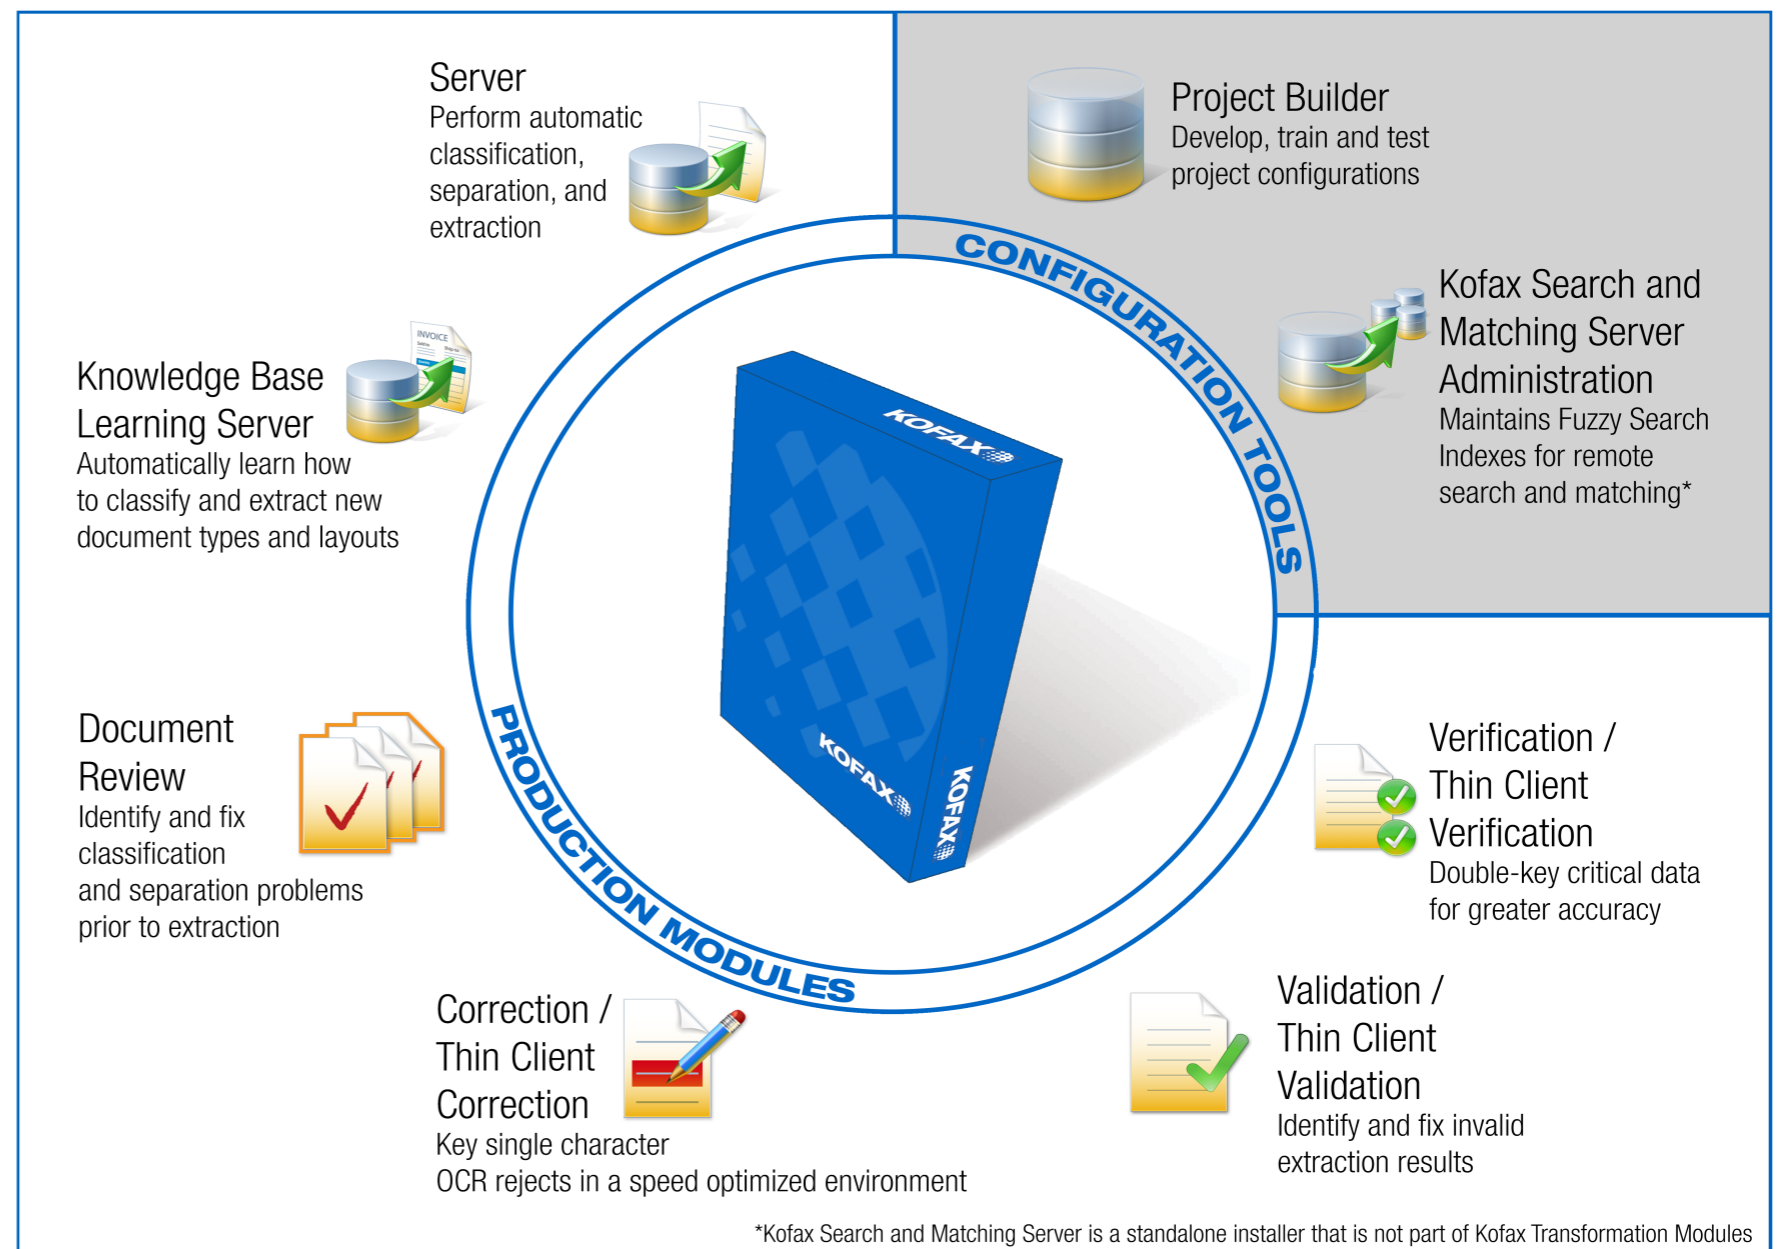 Server
Perform automatic
classification,
separation, and
extraction
Project Builder
Develop, train and test
project configurations
CONFIGURATION TOOLS
Kofax Search and
Matching Server
Administration
Maintains Fuzzy Search
Indexes for remote
search and matching*
INVOICE
Knowledge Base
Learning Server
Automatically learn how
to classify and extract new
document types and layouts
KOFAX
KOFAX
KOFAX
Document
Review
Identify and fix
classification
and separation problems
prior to extraction
PRODUCTION MODULES
Verification /
Thin Client
Verification
Double-key critical data
for greater accuracy
Correction /
Thin Client
Correction
Key single character
OCR rejects in a speed optimized environment
Validation /
Thin Client
Validation
Identify and fix invalid
extraction results
*Kofax Search and Matching Server is a standalone installer that is not part of Kofax Transformation Modules